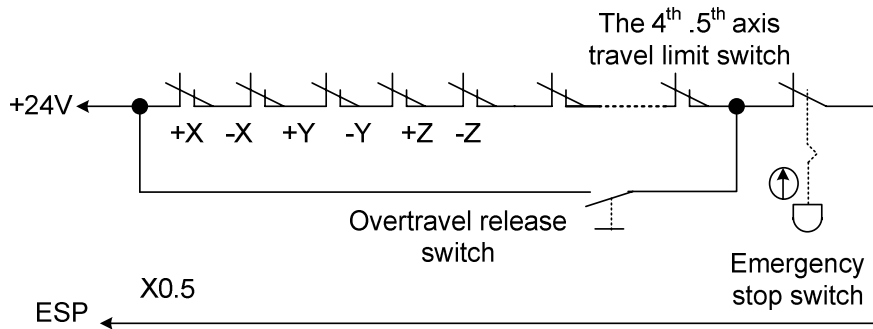 The 4th .5th axis
travel limit switch
+24V
+X -X +Y -Y +Z -Z
Overtravel release
switch
Emergency
stop switch
X0.5
ESP